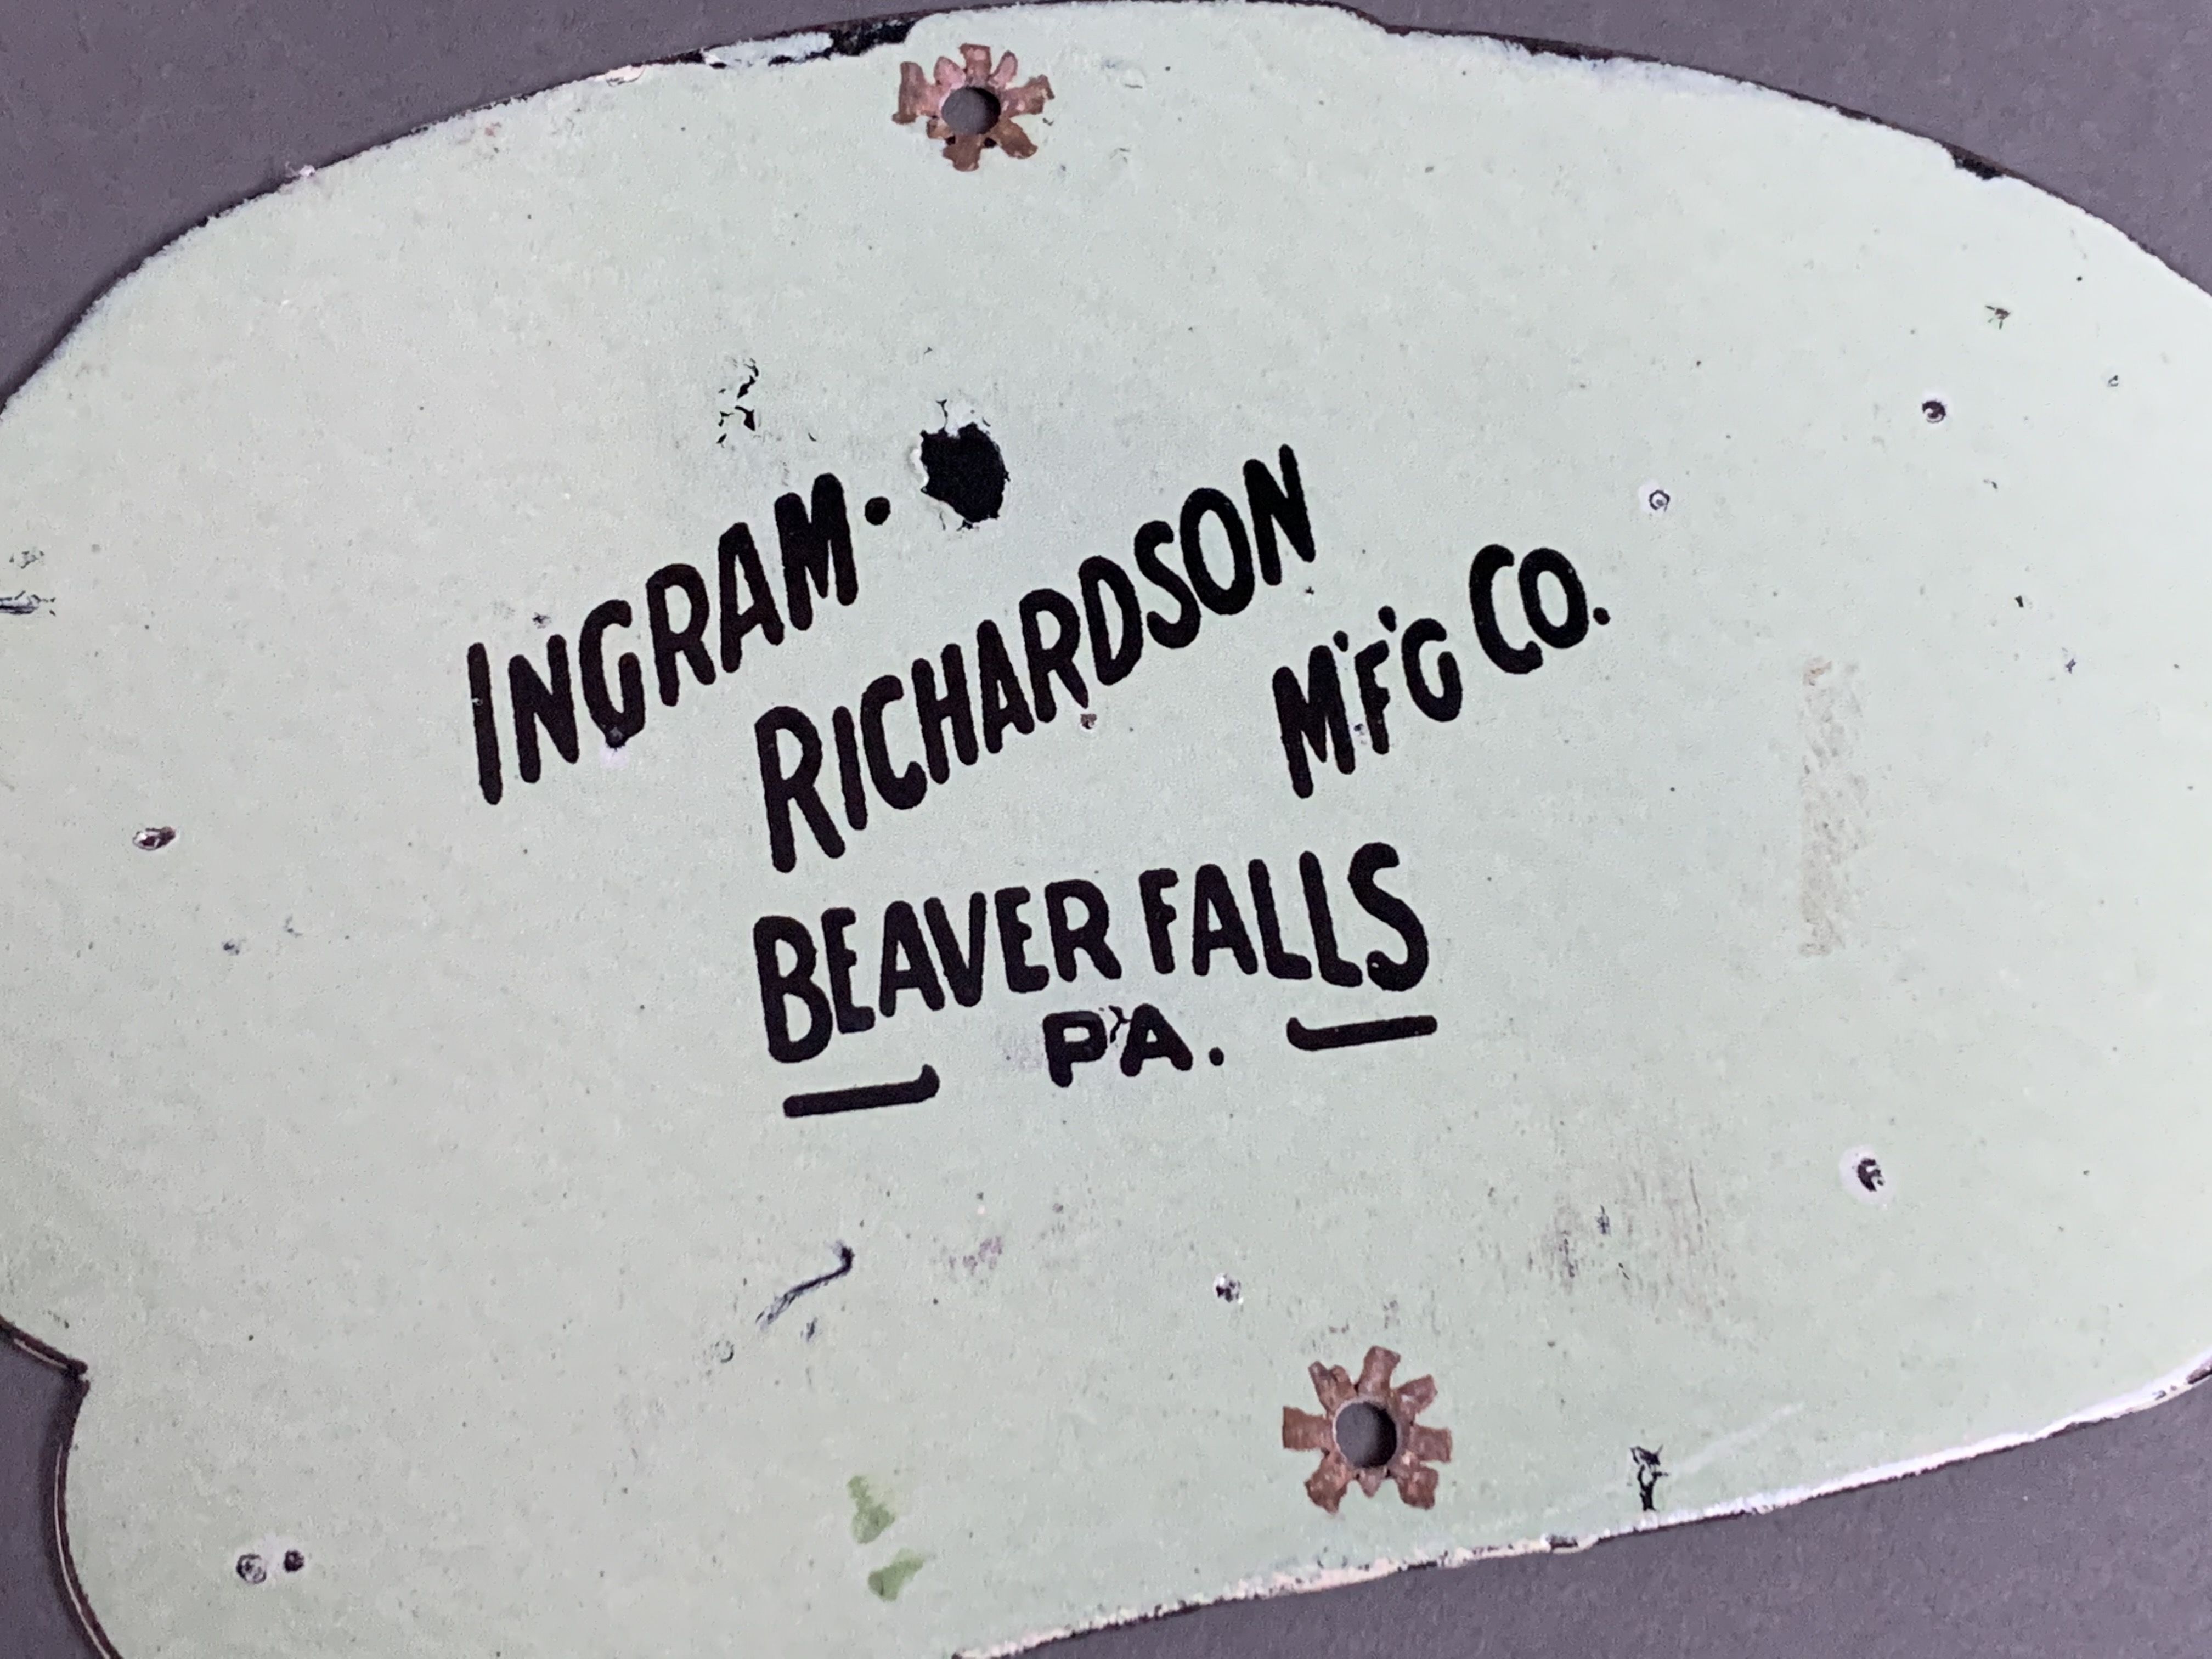 INGRAM·
RICHARDSON
M'F'G CO.
BEAVER FALLS
PA.